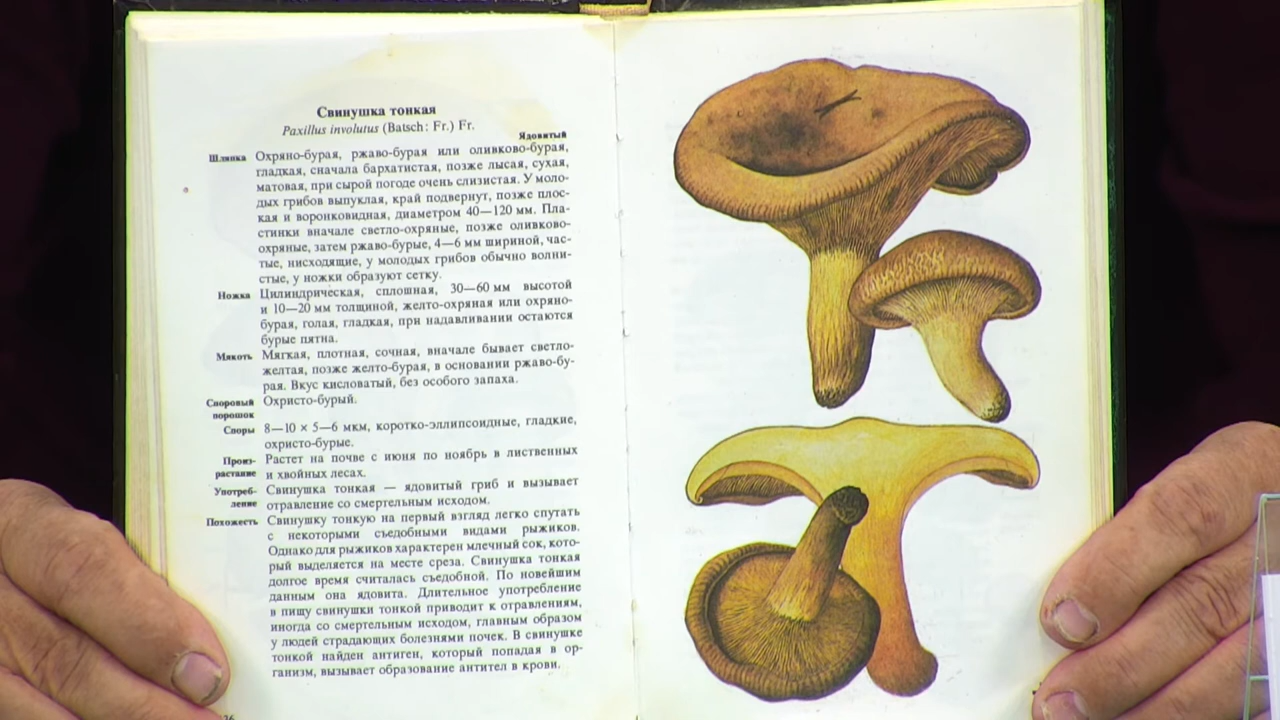 Свинушка тонкая
Paxillus involutus (Batsch: Fr.) Fr.
Ядовитый
Шляпка Охряно-бурая, ржаво-бурая или оливково-бурая,
гладкая, сначала бархатистая, позже лысая, сухая,
матовая, при сырой погоде очень слизистая. У моло-
дых грибов выпуклая, край подвернут, позже плос-
кая и воронковидная, диаметром 40—120 мм. Пла-
стинки вначале светло-охряные, позже оливково-
охряные, затем ржаво-бурые, 4—6 мм шириной, час-
тые, нисходящие, у молодых грибов обычно волни-
стые, у ножки образуют сетку.
Ножка Цилиндрическая, сплошная, 30—60 мм высотой
и 10—20 мм толщиной, желто-охряная или охряно-
бурая, голая, гладкая, при надавливании остаются
бурые пятна.
Мякоть Мягкая, плотная, сочная, вначале бывает светло-
желтая, позже желто-бурая, в основании ржаво-бу-
рая. Вкус кисловатый, без особого запаха.
Споровый Охристо-бурый.
порошок
Споры 8—10 × 5—6 мкм, коротко-эллипсоидные, гладкие,
охристо-бурые.
Произ- Растет на почве с июня по ноябрь в лиственных
растание и хвойных лесах.
Употреб- Свинушка тонкая — ядовитый гриб и вызывает
ление отравление со смертельным исходом.
Похожесть Свинушку тонкую на первый взгляд легко спутать
с некоторыми съедобными видами рыжиков.
Однако для рыжиков характерен млечный сок, кото-
рый выделяется на месте среза. Свинушка тонкая
долгое время считалась съедобной. По новейшим
данным она ядовита. Длительное употребление
в пищу свинушки тонкой приводит к отравлениям,
иногда со смертельным исходом, главным образом
у людей страдающих болезнями почек. В свинушке
тонкой найден антиген, который попадая в ор-
ганизм, вызывает образование антител в крови.